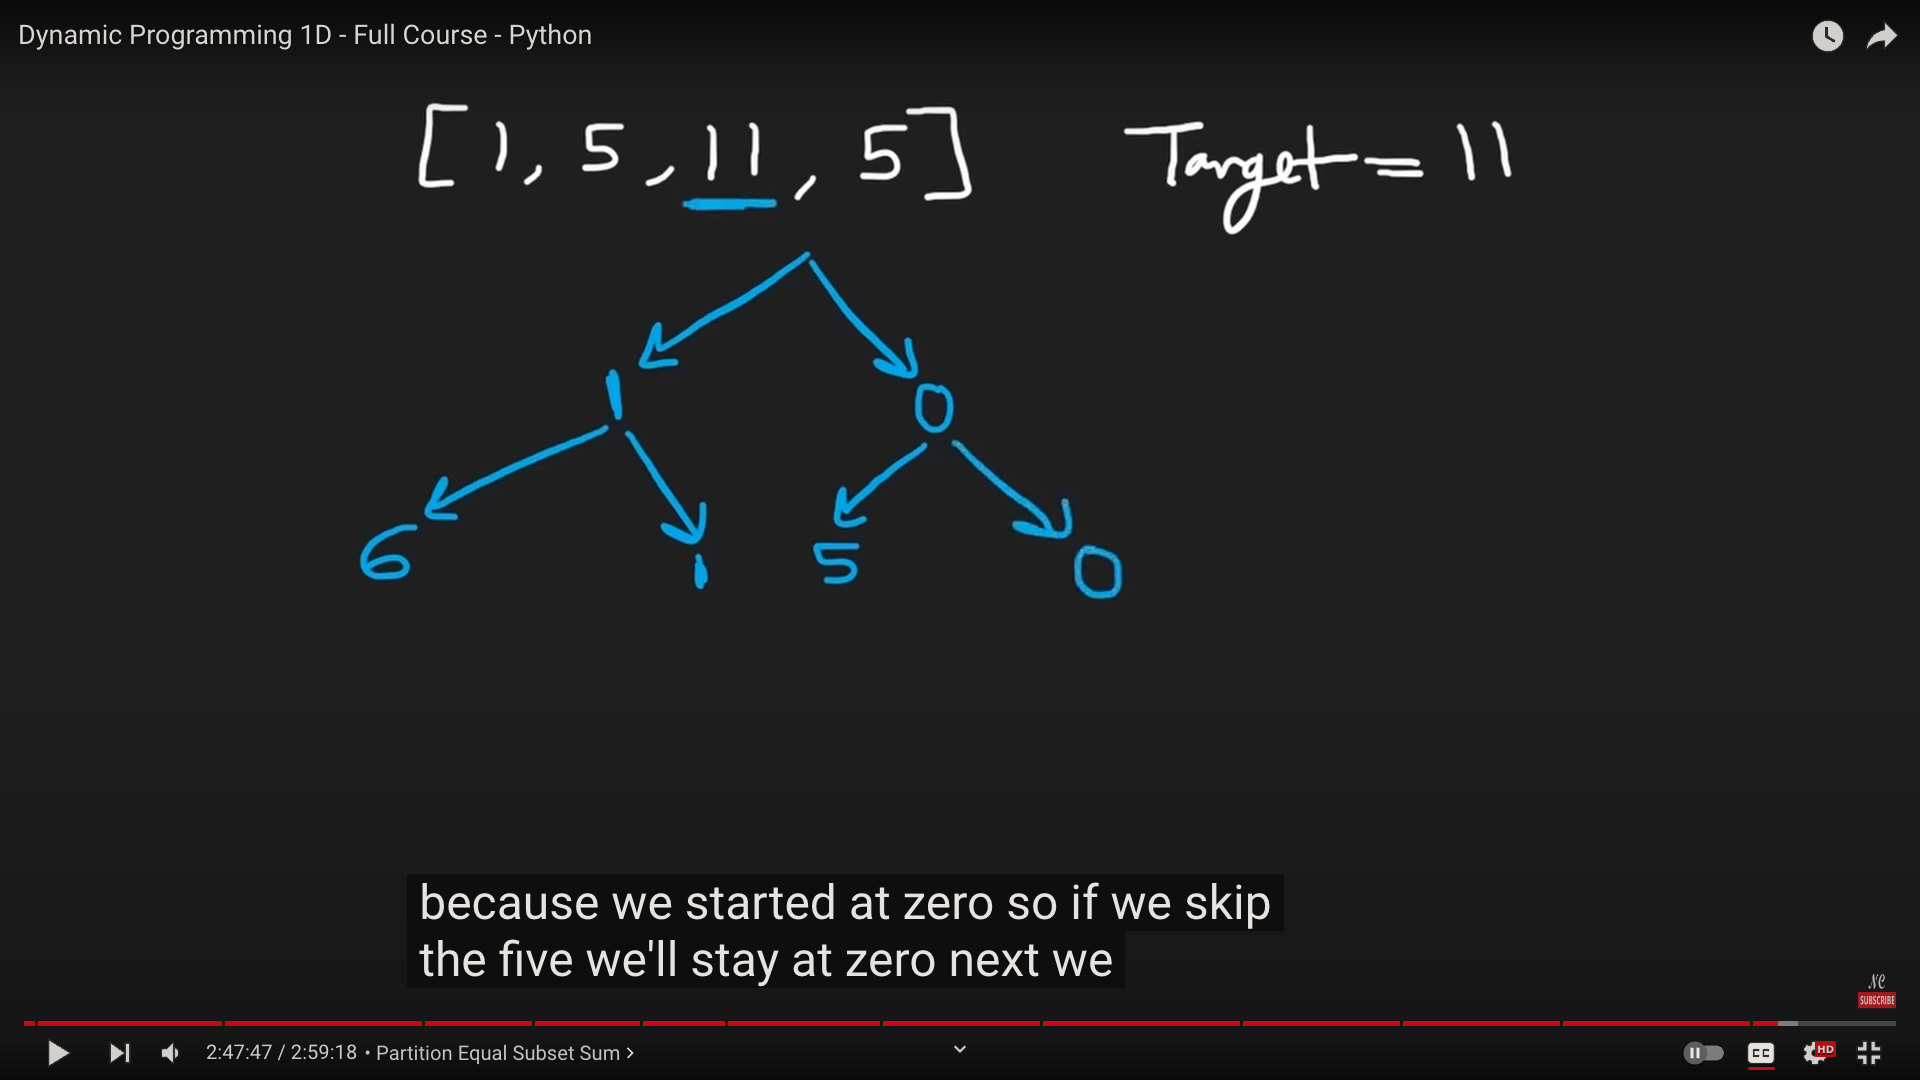 Dynamic Programming 1D - Full Course - Python
[1, 5, 11, 5] Target = 11
1 0
6 1 5 0
because we started at zero so if we skip
the five we'll stay at zero next we
NC
SUBSCRIBE
2:47:47 / 2:59:18 • Partition Equal Subset Sum >
CC HD